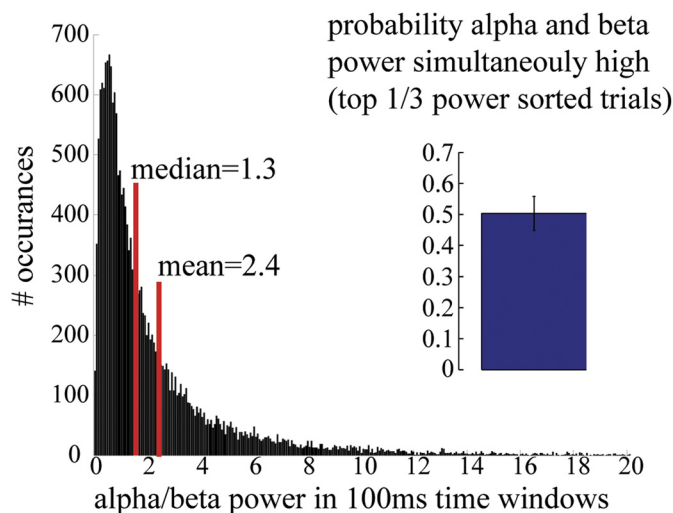 probability alpha and beta
power simultaneouly high
(top 1/3 power sorted trials)
700
600
500
400
300
200
100
0
# occurances
median=1.3
mean=2.4
0.7
0.6
0.5
0.4
0.3
0.2
0.1
0
0 2 4 6 8 10 12 14 16 18 20
alpha/beta power in 100ms time windows